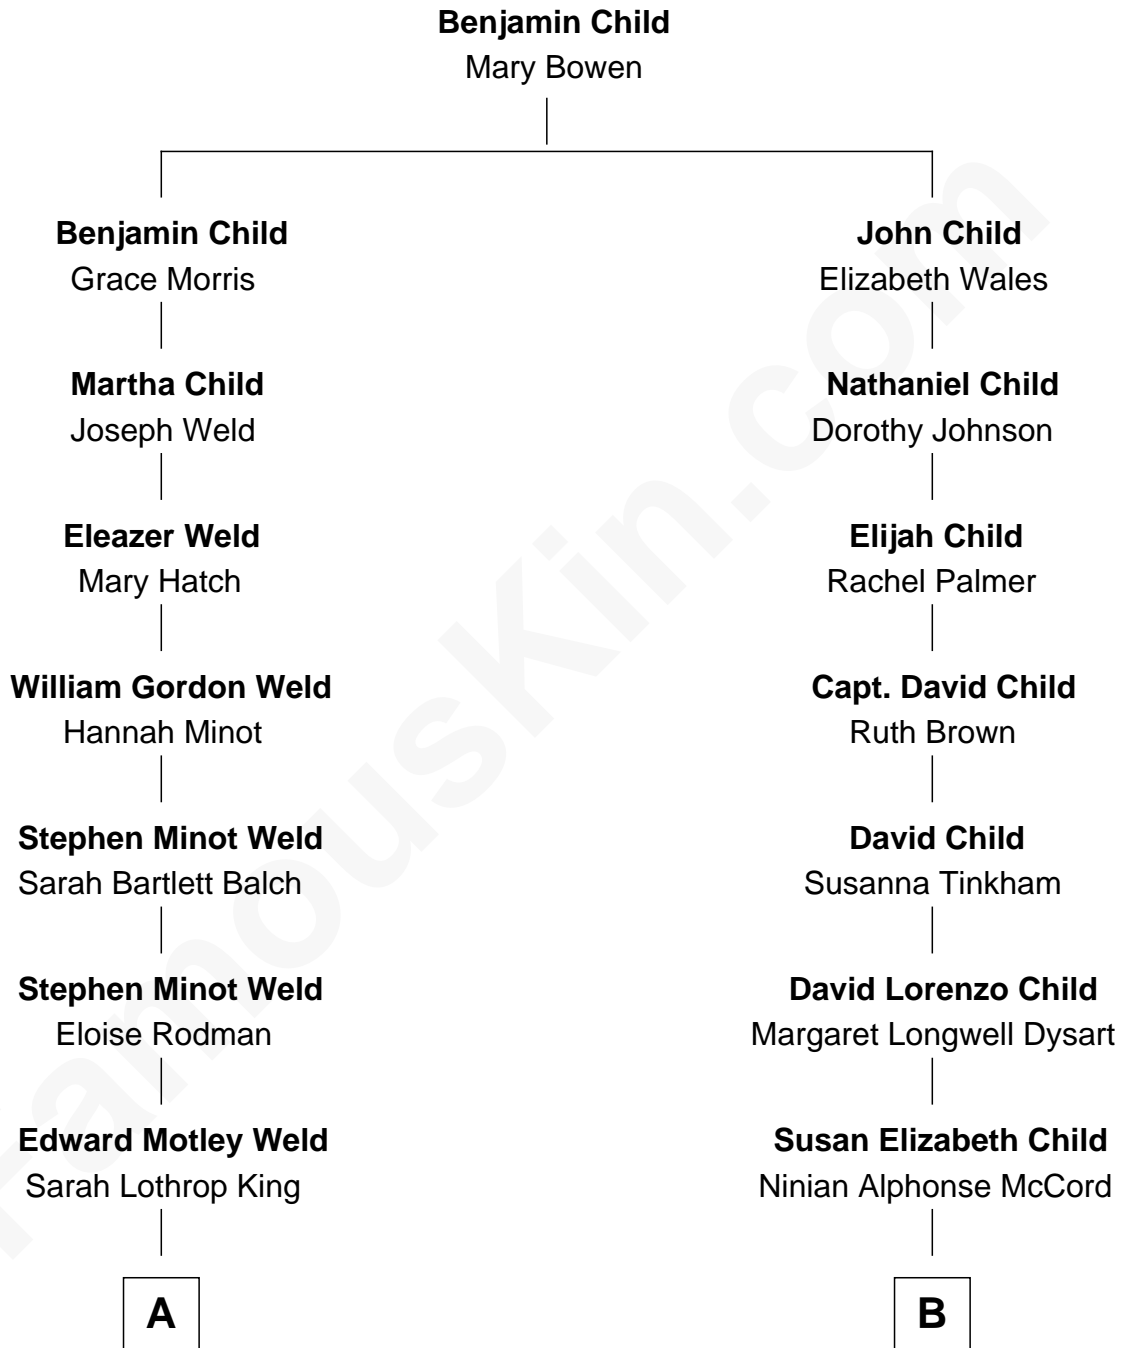 Benjamin Child
Mary Bowen
Benjamin Child
Grace Morris
John Child
Elizabeth Wales
Martha Child
Joseph Weld
Nathaniel Child
Dorothy Johnson
Eleazer Weld
Mary Hatch
Elijah Child
Rachel Palmer
William Gordon Weld
Hannah Minot
Capt. David Child
Ruth Brown
Stephen Minot Weld
Sarah Bartlett Balch
David Child
Susanna Tinkham
Stephen Minot Weld
Eloise Rodman
David Lorenzo Child
Margaret Longwell Dysart
Edward Motley Weld
Sarah Lothrop King
Susan Elizabeth Child
Ninian Alphonse McCord
A
B
FamousKin.com